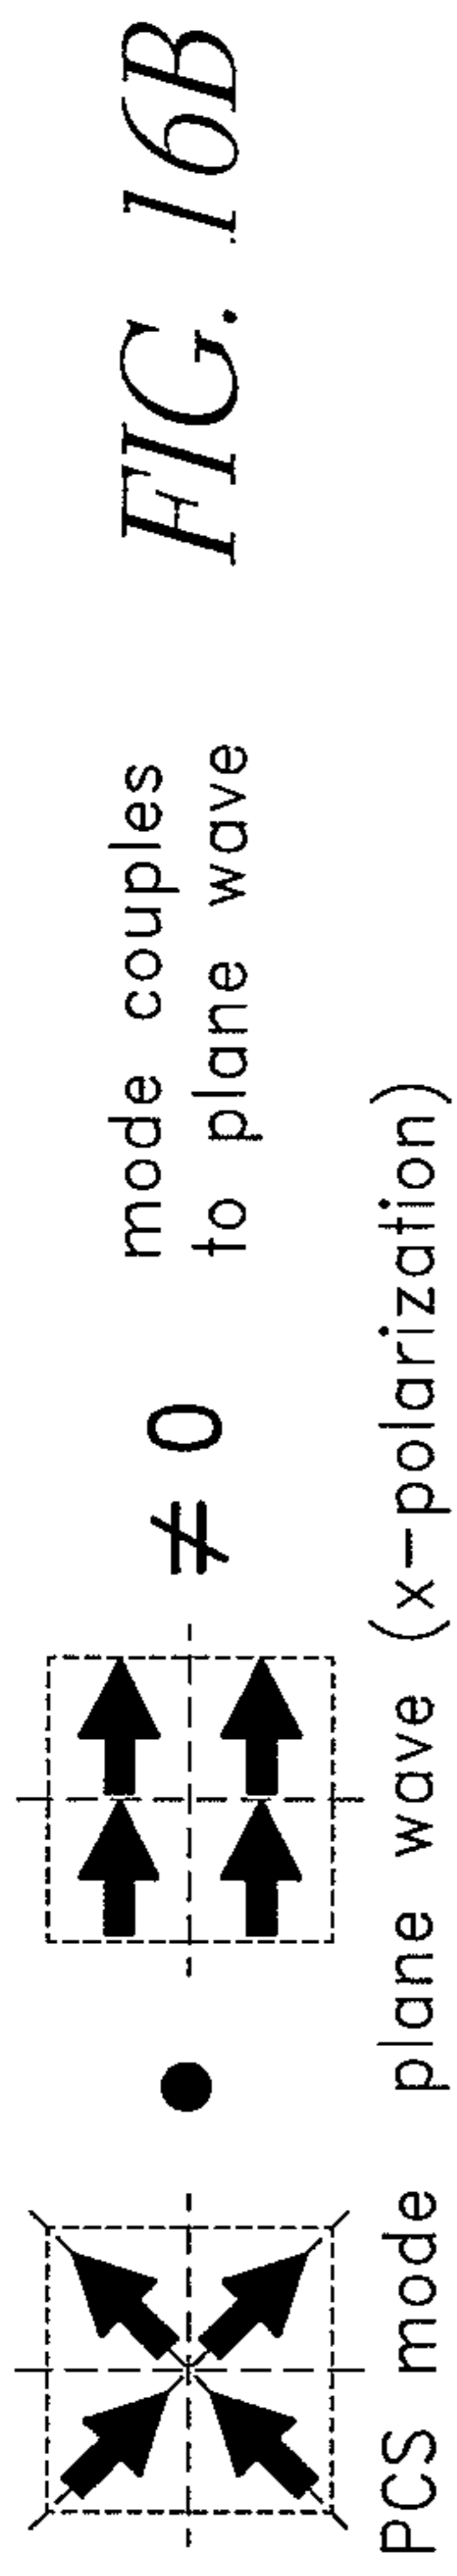 ≠ 0
mode couples
to plane wave
PCS mode
plane wave (x-polarization)
FIG. 16B